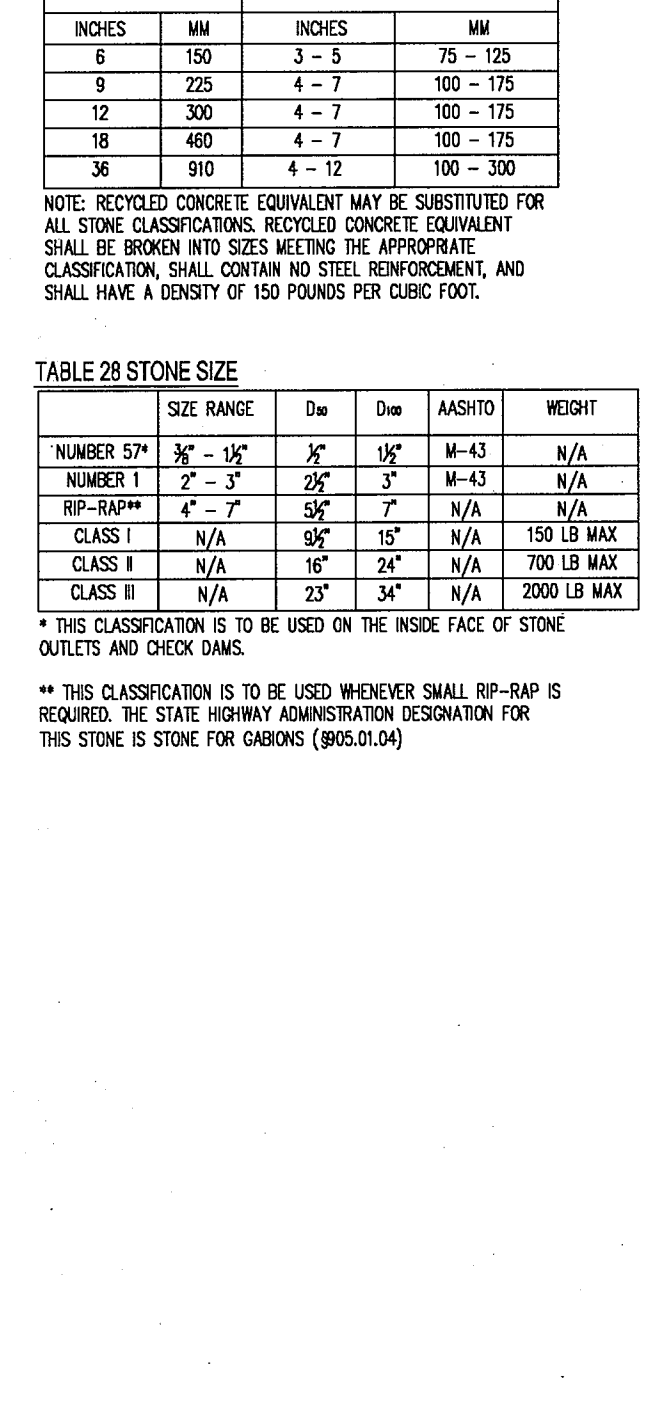 INCHES MM INCHES MM
6 150 3 - 5 75 - 125
9 225 4 - 7 100 - 175
12 300 4 - 7 100 - 175
18 460 4 - 7 100 - 175
36 910 4 - 12 100 - 300
NOTE: RECYCLED CONCRETE EQUIVALENT MAY BE SUBSTITUTED FOR
ALL STONE CLASSIFICATIONS. RECYCLED CONCRETE EQUIVALENT
SHALL BE BROKEN INTO SIZES MEETING THE APPROPRIATE
CLASSIFICATION, SHALL CONTAIN NO STEEL REINFORCEMENT, AND
SHALL HAVE A DENSITY OF 150 POUNDS PER CUBIC FOOT.
TABLE 28 STONE SIZE
SIZE RANGE D50 D100 AASHTO WEIGHT
NUMBER 57* ⅜" - 1½" ½" 1½" M-43 N/A
NUMBER 1 2" - 3" 2½" 3" M-43 N/A
RIP-RAP** 4" - 7" 5½" 7" N/A N/A
CLASS I N/A 9½" 15" N/A 150 LB MAX
CLASS II N/A 16" 24" N/A 700 LB MAX
CLASS III N/A 23" 34" N/A 2000 LB MAX
* THIS CLASSIFICATION IS TO BE USED ON THE INSIDE FACE OF STONE
OUTLETS AND CHECK DAMS.
** THIS CLASSIFICATION IS TO BE USED WHENEVER SMALL RIP-RAP IS
REQUIRED. THE STATE HIGHWAY ADMINISTRATION DESIGNATION FOR
THIS STONE IS STONE FOR GABIONS (§905.01.04)